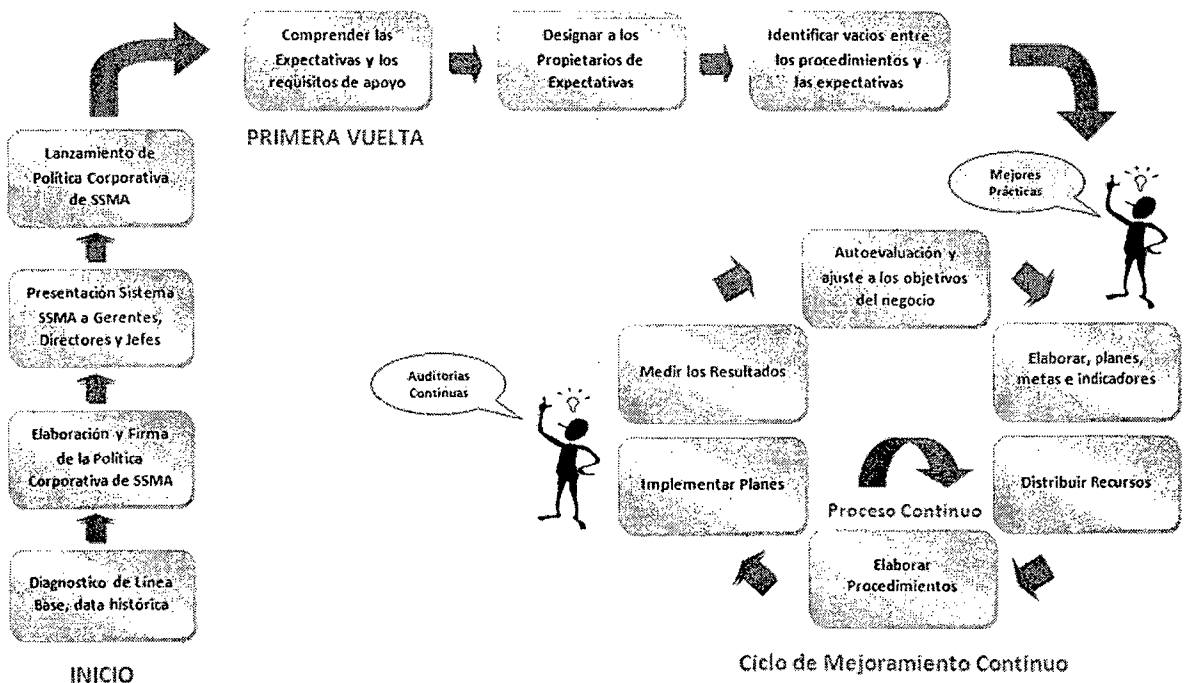 Comprender las
Expectativas y los
requisitos de apoyo
Designar a los
Propietarios de
Expectativas
Identificar vacios entre
los procedimientos y
las expectativas
PRIMERA VUELTA
Lanzamiento de
Política Corporativa
de SSMA
Presentación Sistema
SSMA a Gerentes,
Directores y Jefes
Elaboración y Firma
de la Política
Corporativa de SSMA
Diagnostico de Línea
Base, data histórica
INICIO
Mejores
Prácticas
Autoevaluación y
ajuste a los objetivos
del negocio
Medir los Resultados
Elaborar, planes,
metas e indicadores
Auditorias
Continuas
Implementar Planes
Proceso Continuo
Distribuir Recursos
Elaborar
Procedimientos
Ciclo de Mejoramiento Continuo